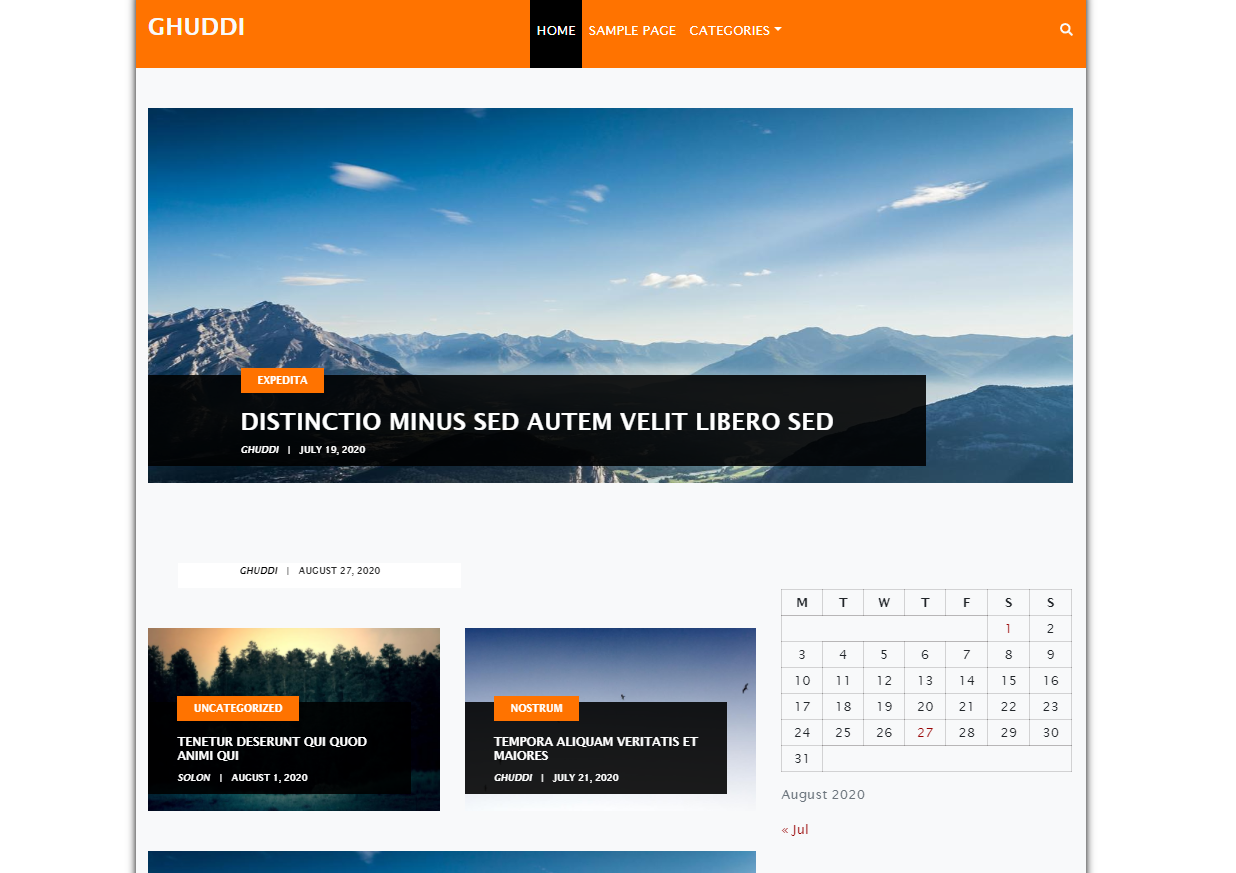 GHUDDI
HOME SAMPLE PAGE CATEGORIES
EXPEDITA
DISTINCTIO MINUS SED AUTEM VELIT LIBERO SED
GHUDDI | JULY 19, 2020
GHUDDI | AUGUST 27, 2020
UNCATEGORIZED
TENETUR DESERUNT QUI QUOD
ANIMI QUI
SOLON | AUGUST 1, 2020
NOSTRUM
TEMPORA ALIQUAM VERITATIS ET
MAIORES
GHUDDI | JULY 21, 2020
M T W T F S S
1 2
3 4 5 6 7 8 9
10 11 12 13 14 15 16
17 18 19 20 21 22 23
24 25 26 27 28 29 30
31
August 2020
« Jul